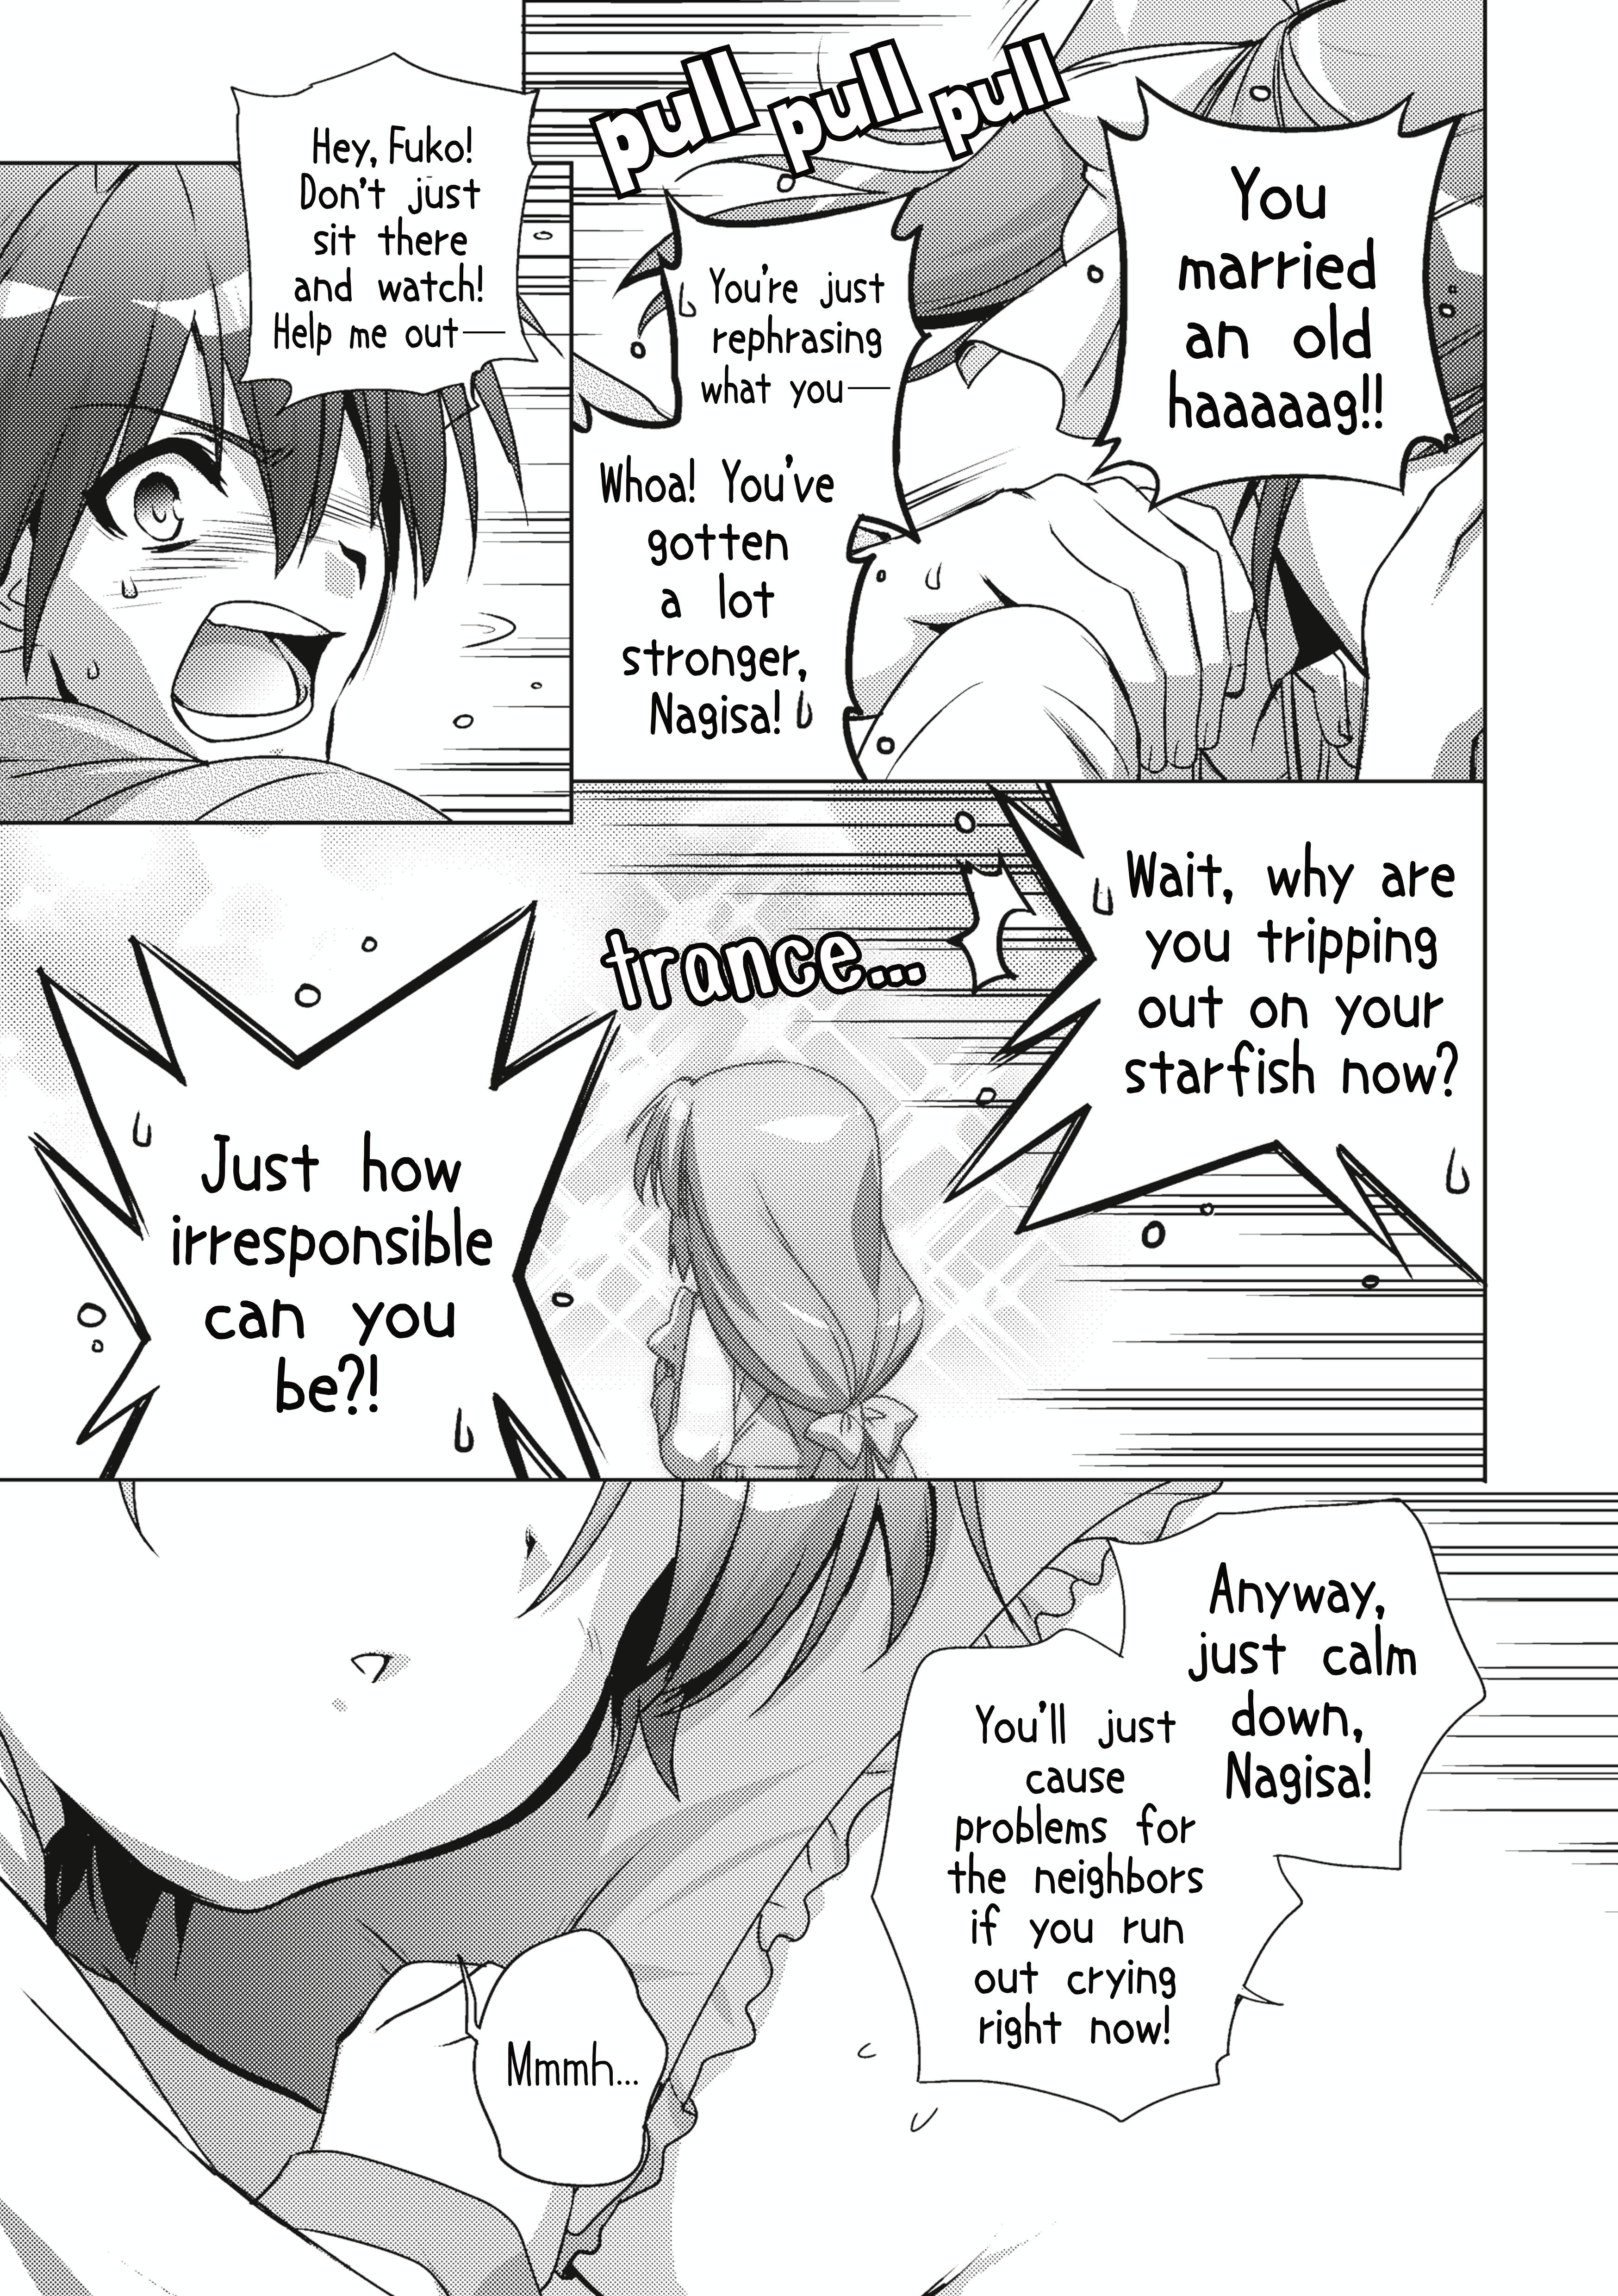 You
married
an old
haaaaag!!
pull pull pull
You're just
rephrasing
what you—
Whoa! You've
gotten
a lot
stronger,
Nagisa!
Hey, Fuko!
Don't just
sit there
and watch!
Help me out—
Wait, why are
you tripping
out on your
starfish now?
trance...
Just how
irresponsible
can you
be?!
Anyway,
just calm
down,
Nagisa!
You'll just
cause
problems for
the neighbors
if you run
out crying
right now!
Mmmh...